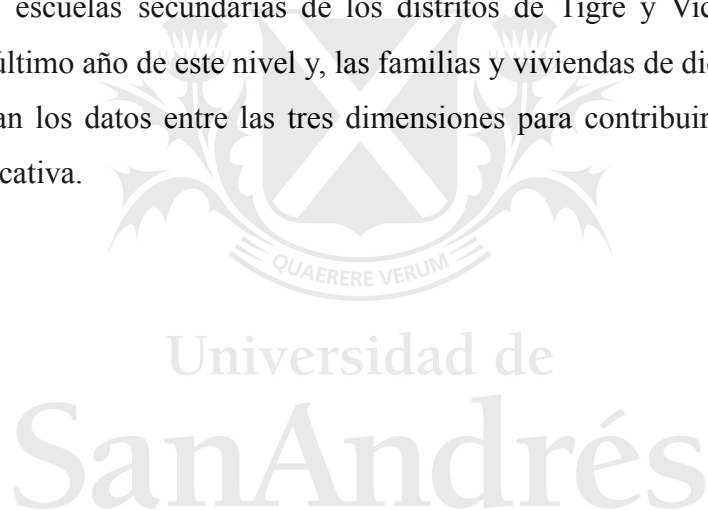 escuelas secundarias de los distritos de Tigre y Vic
último año de este nivel y, las familias y viviendas de di
an los datos entre las tres dimensiones para contribuir
cativa.
QUAERERE VERUM
Universidad de
SanAndrés